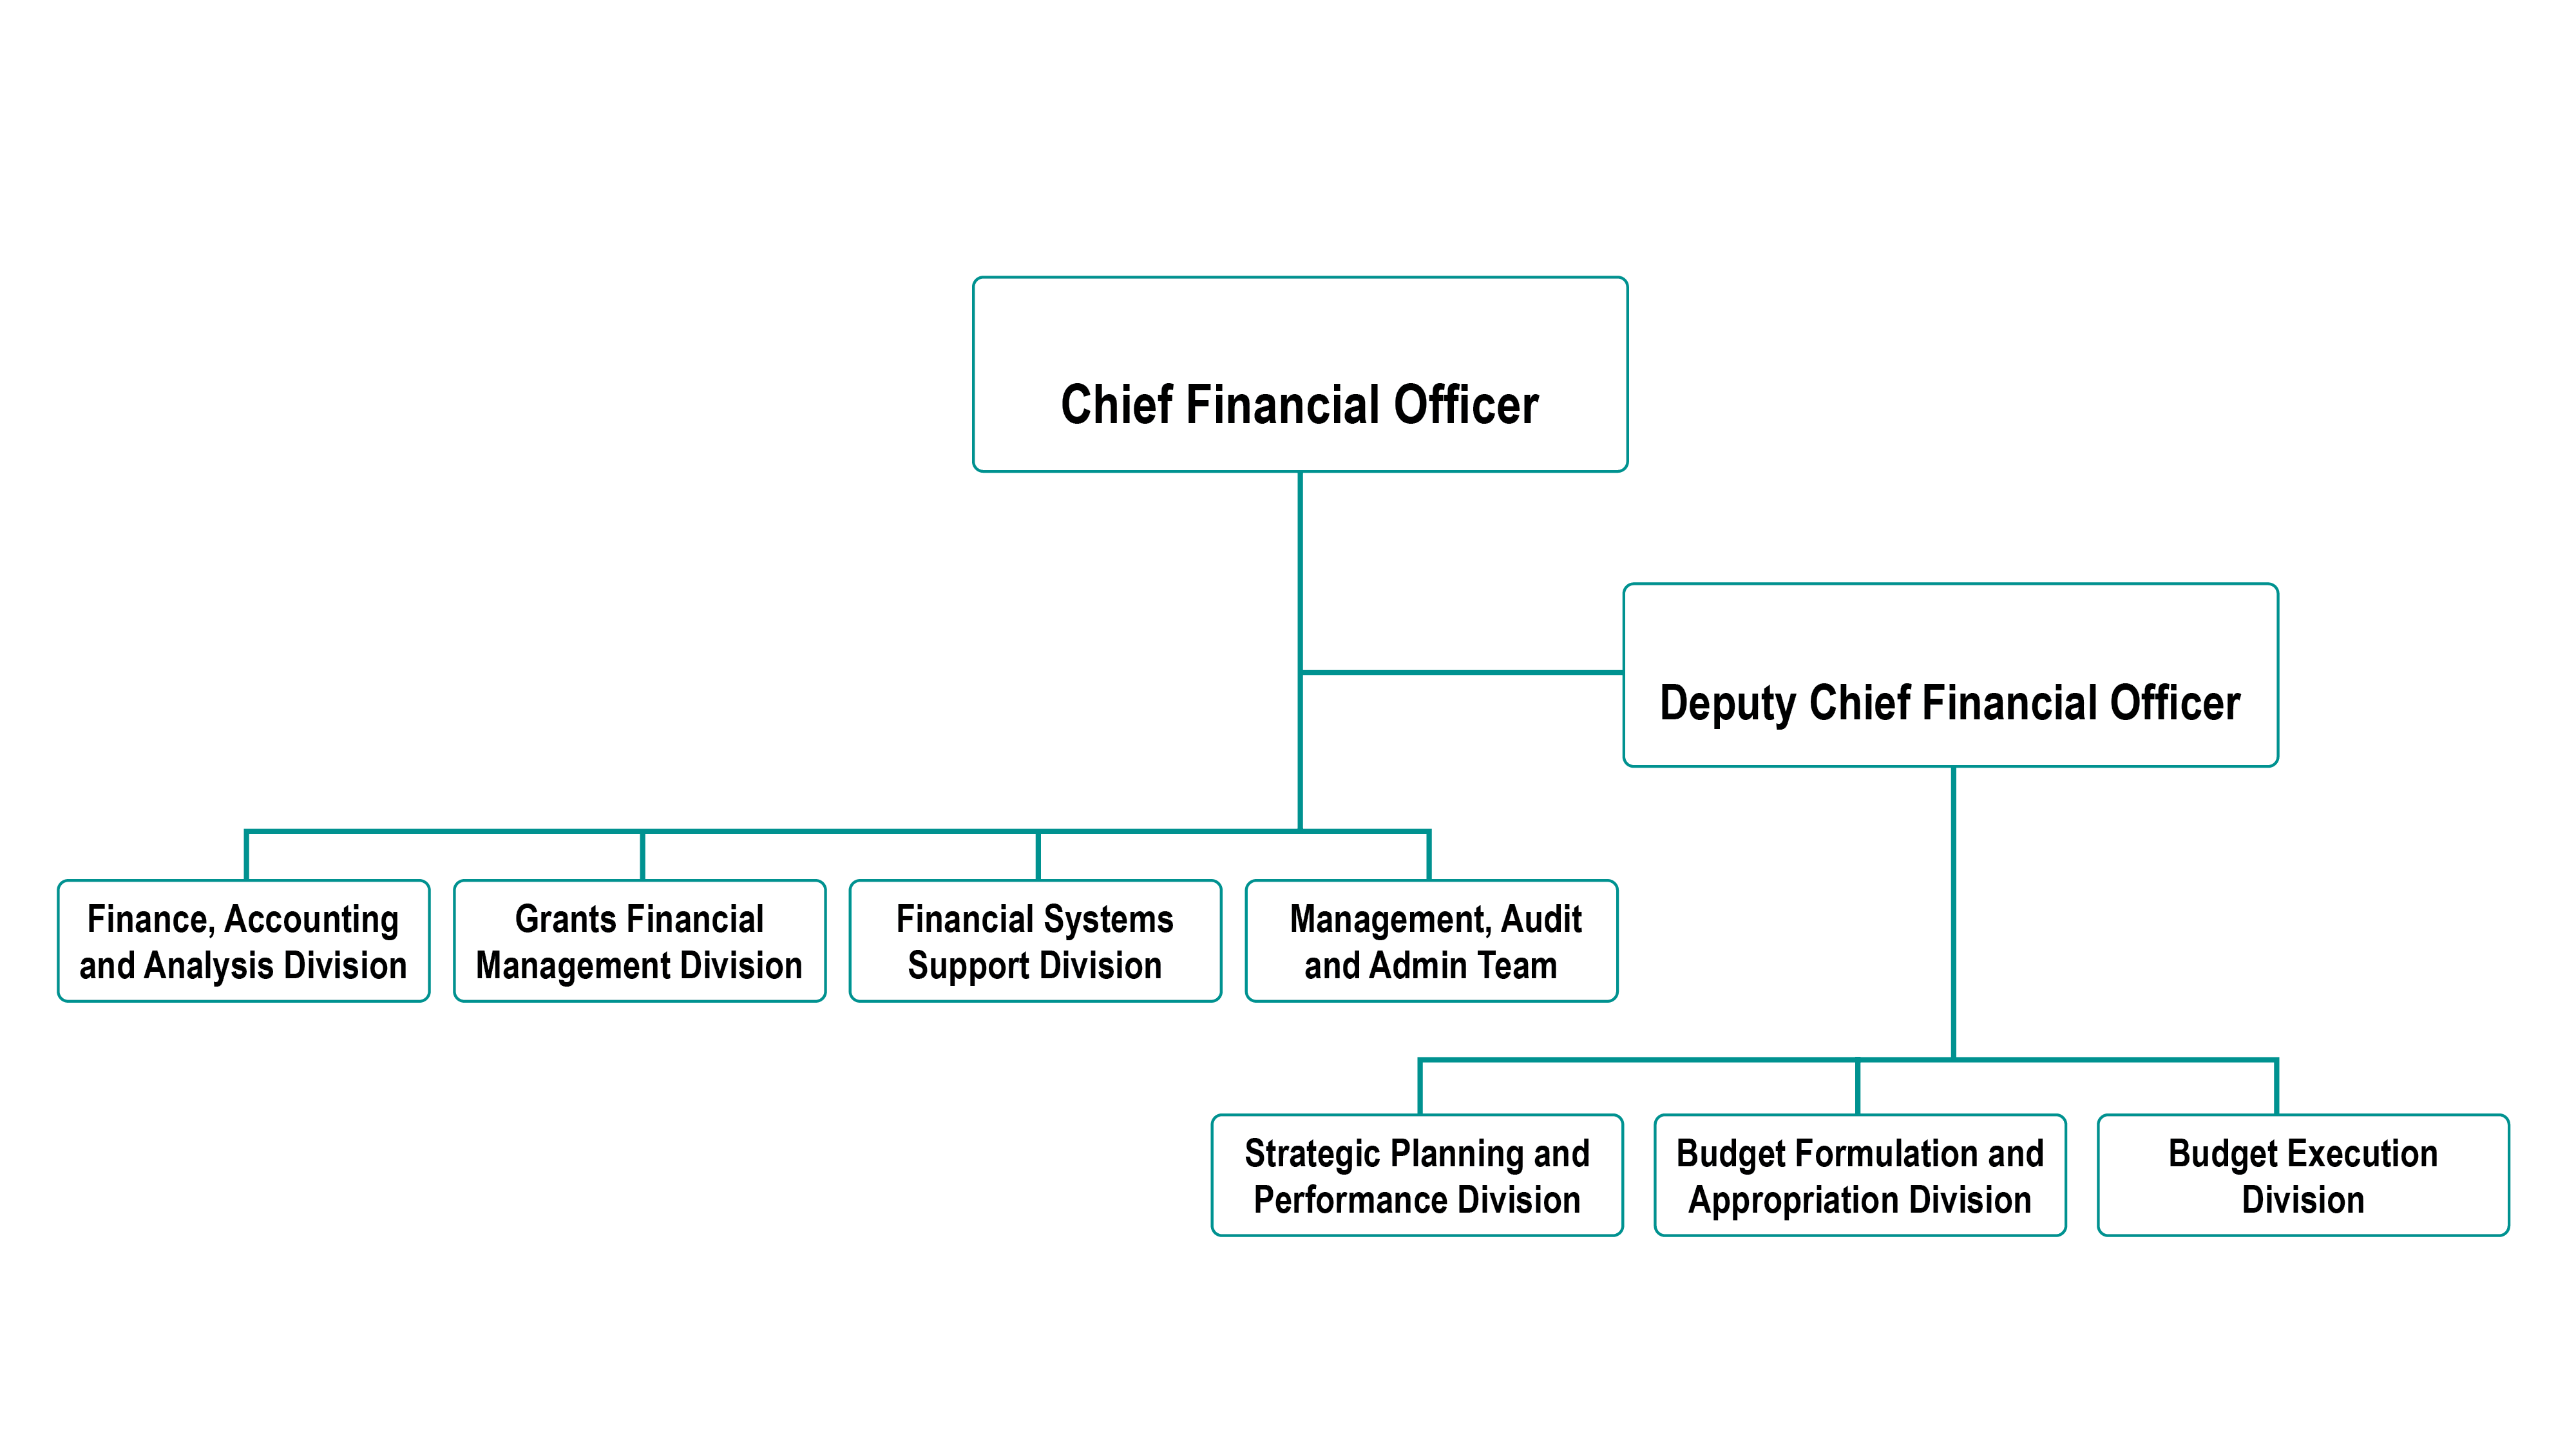 Chief Financial Officer
Deputy Chief Financial Officer
Finance, Accounting
and Analysis Division
Grants Financial
Management Division
Financial Systems
Support Division
Management, Audit
and Admin Team
Strategic Planning and
Performance Division
Budget Formulation and
Appropriation Division
Budget Execution
Division